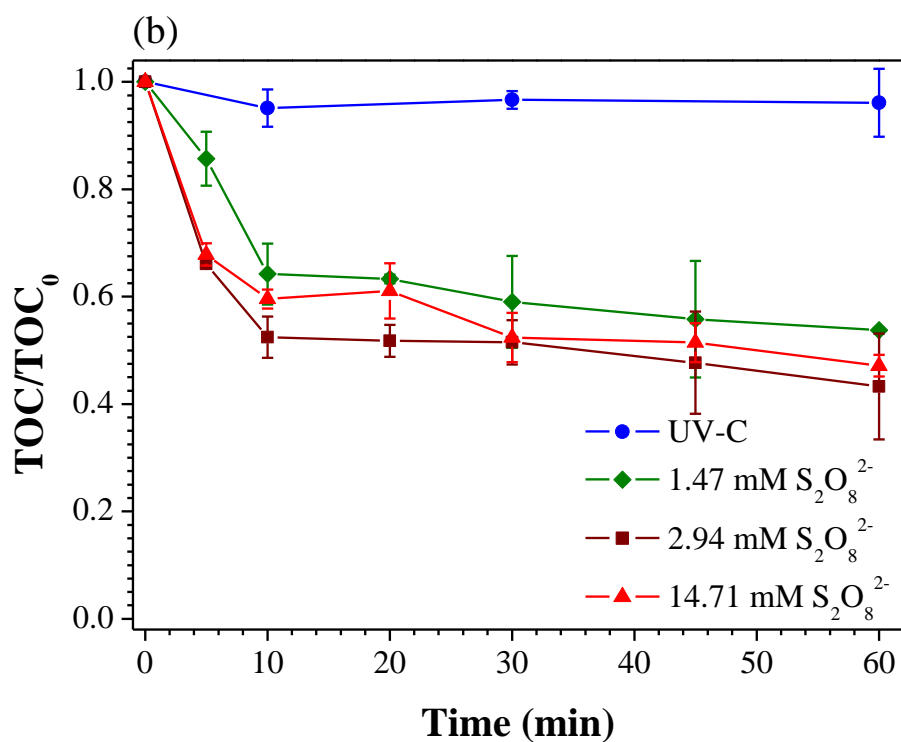 (b)
TOC/TOC₀
1.0
0.8
0.6
0.4
0.2
0.0
UV-C
1.47 mM S₂O₈²⁻
2.94 mM S₂O₈²⁻
14.71 mM S₂O₈²⁻
0 10 20 30 40 50 60
Time (min)